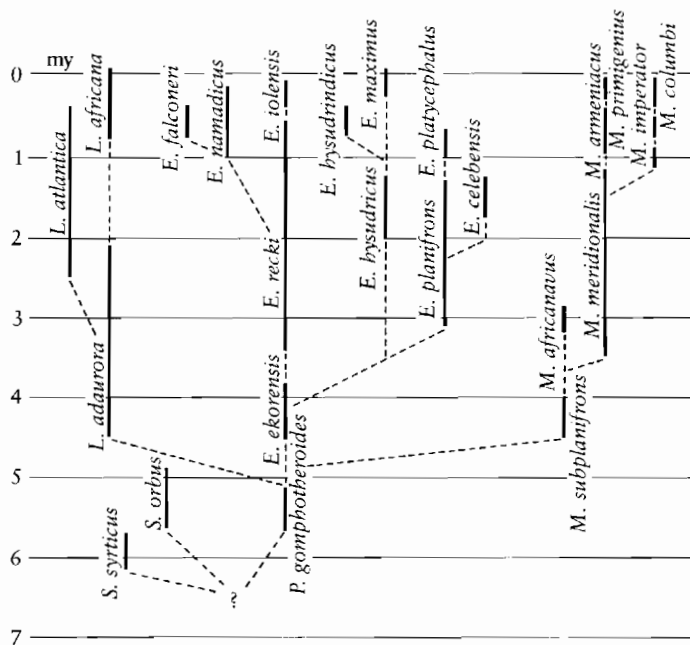 my
0
1
2
3
4
5
6
7
L. atlantica
L. africana
L. adaurora
S. syrticus
S. orbus
?
E. falconeri
E. namadicus
E. iolensis
E. recki
E. ekorensis
P. gomphotheroides
E. hysudrindicus
E. maximus
E. hysudricus
E. platycephalus
E. planifrons
E. celebensis
M. africanavus
M. subplanifrons
M. armeniacus
M. primigenius
M. imperator
M. columbi
M. meridionalis